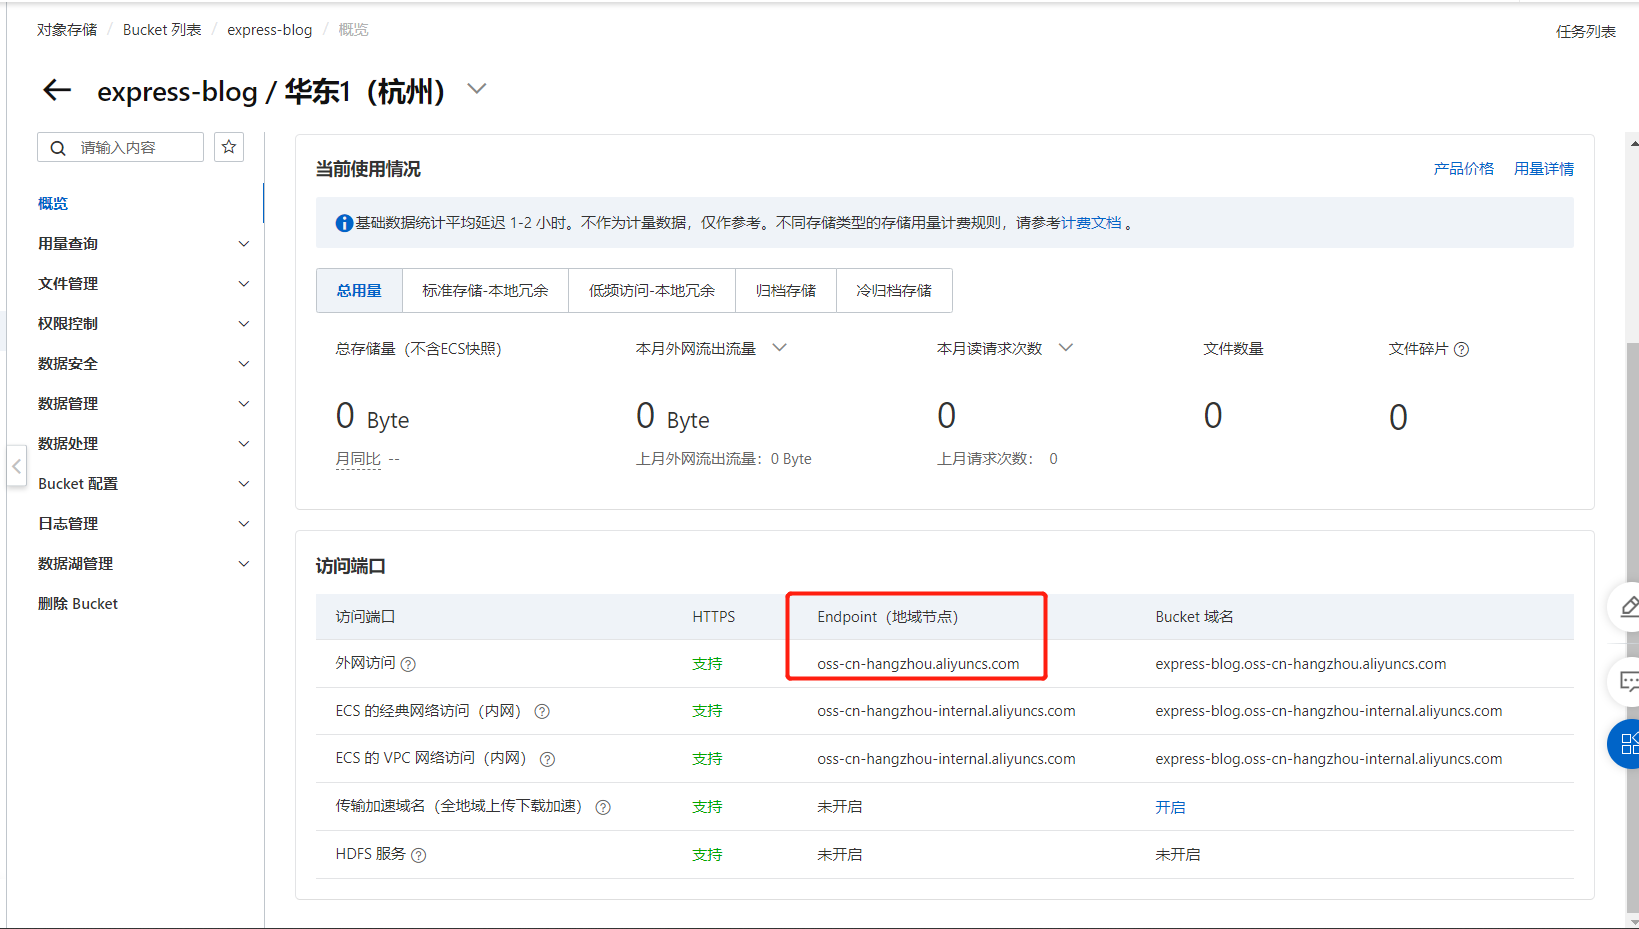 对象存储 / Bucket 列表 / express-blog / 概览
任务列表
express-blog / 华东1（杭州）
请输入内容
概览
用量查询
文件管理
权限控制
数据安全
数据管理
数据处理
Bucket 配置
日志管理
数据湖管理
删除 Bucket
当前使用情况
产品价格 用量详情
基础数据统计平均延迟 1-2 小时。不作为计量数据，仅作参考。不同存储类型的存储用量计费规则，请参考计费文档 。
总用量 标准存储-本地冗余 低频访问-本地冗余 归档存储 冷归档存储
总存储量（不含ECS快照） 本月外网流出流量 本月读请求次数 文件数量 文件碎片
0 Byte 0 Byte 0 0 0
月同比 -- 上月外网流出流量：0 Byte 上月请求次数： 0
访问端口
访问端口 HTTPS Endpoint（地域节点） Bucket 域名
外网访问 支持 oss-cn-hangzhou.aliyuncs.com express-blog.oss-cn-hangzhou.aliyuncs.com
ECS 的经典网络访问（内网） 支持 oss-cn-hangzhou-internal.aliyuncs.com express-blog.oss-cn-hangzhou-internal.aliyuncs.com
ECS 的 VPC 网络访问（内网） 支持 oss-cn-hangzhou-internal.aliyuncs.com express-blog.oss-cn-hangzhou-internal.aliyuncs.com
传输加速域名（全地域上传下载加速） 支持 未开启 开启
HDFS 服务 支持 未开启 未开启